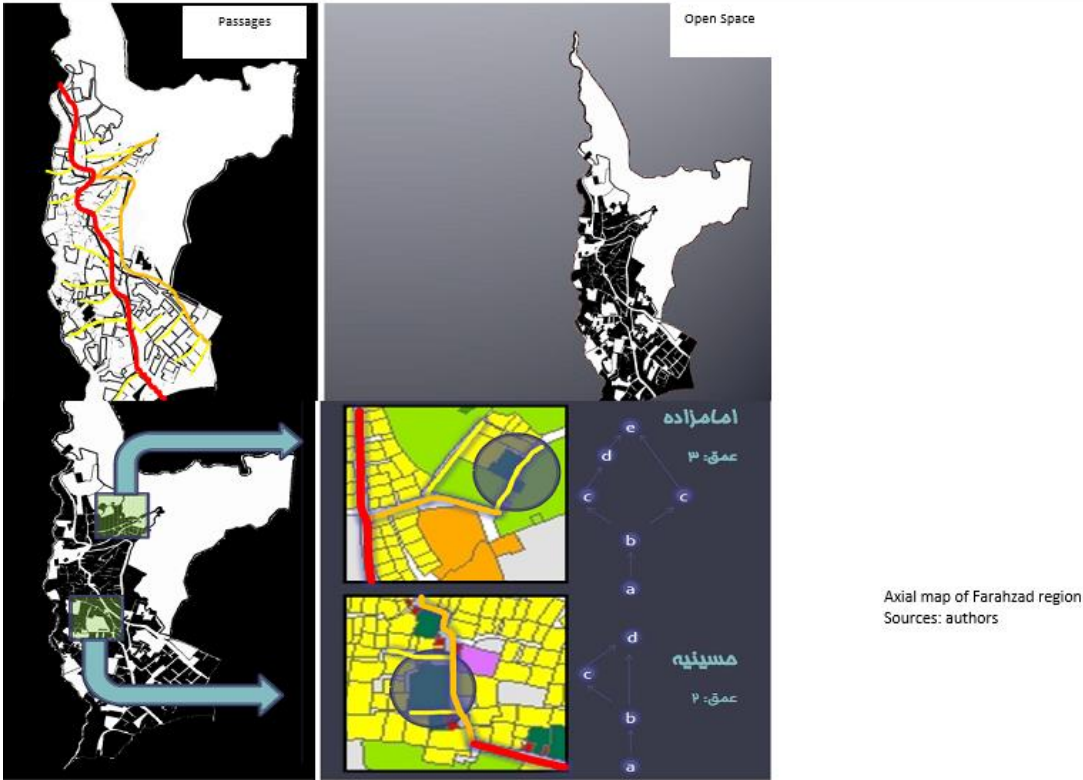 Passages
Open Space
امامزاده
عمق: ۳
e
d
c
c
b
a
حسینیه
عمق: ۲
d
c
b
a
Axial map of Farahzad region
Sources: authors